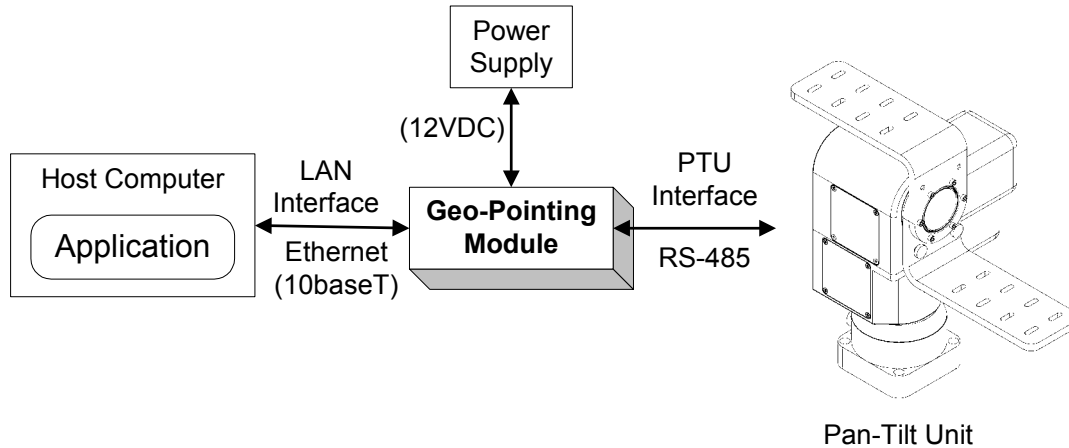 Power
Supply
(12VDC)
Host Computer
Application
LAN
Interface
Ethernet
(10baseT)
Geo-Pointing
Module
PTU
Interface
RS-485
Pan-Tilt Unit